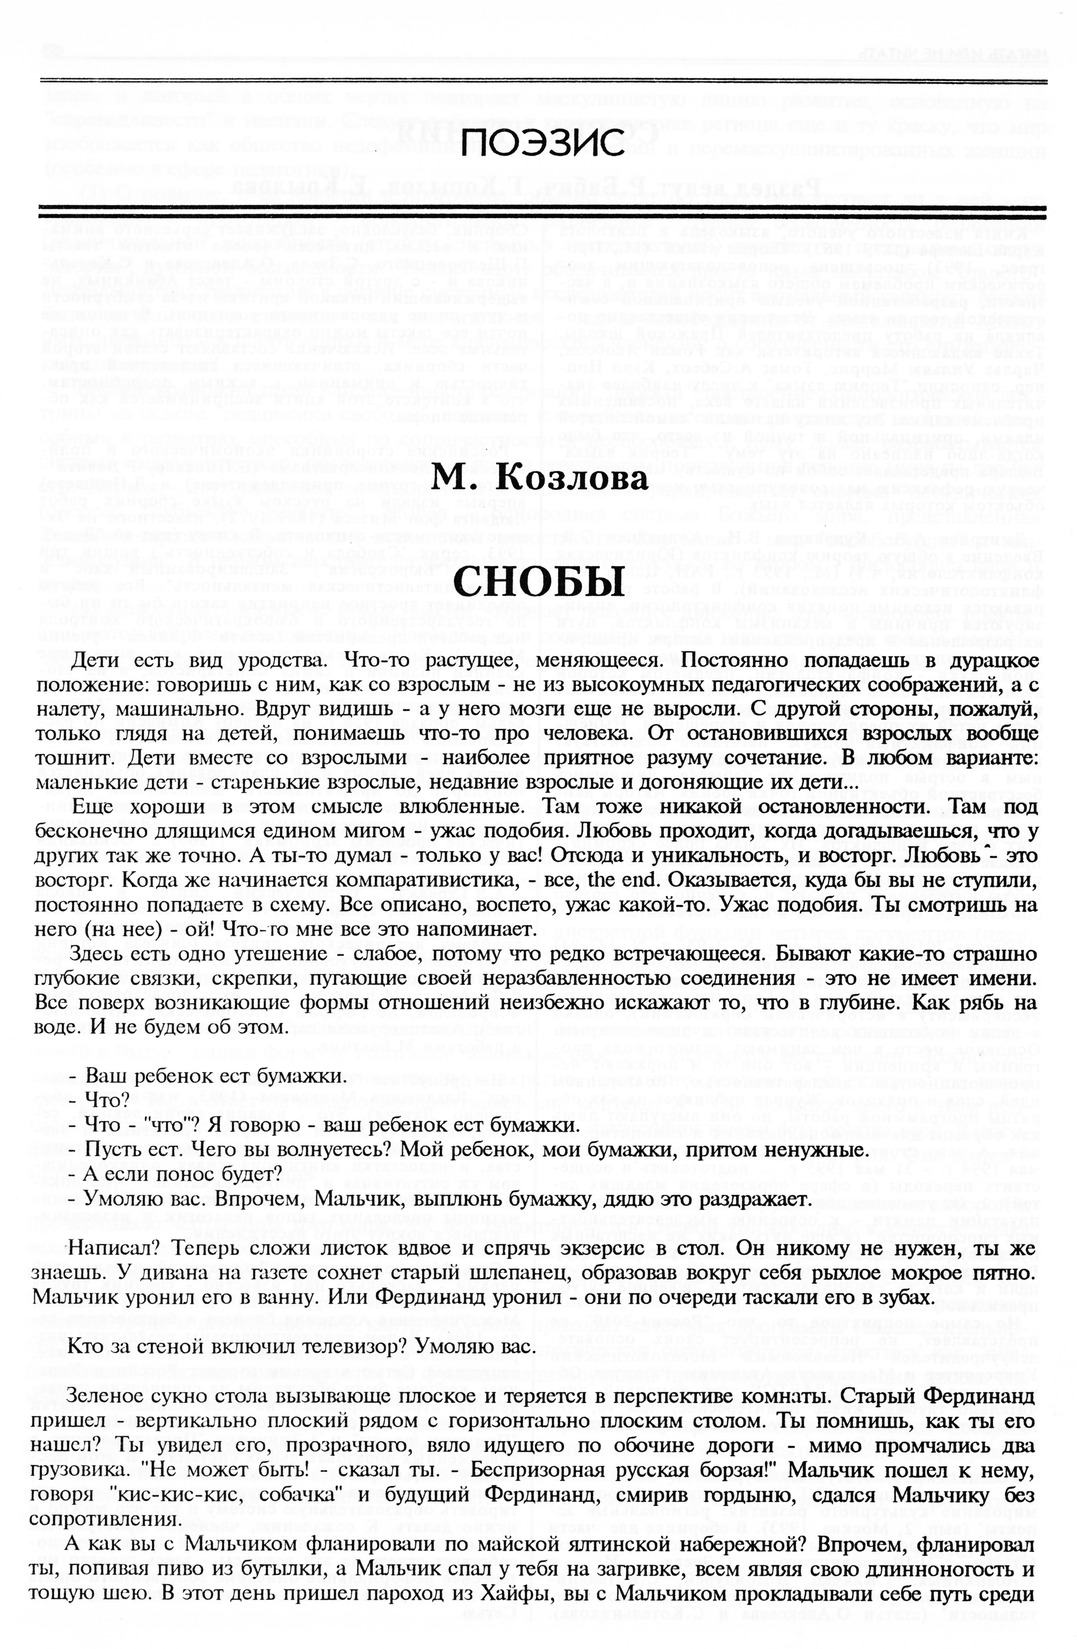 ПОЭЗИС
М. Козлова
СНОБЫ
Дети есть вид уродства. Что-то растущее, меняющееся. Постоянно попадаешь в дурацкое
положение: говоришь с ним, как со взрослым - не из высокоумных педагогических соображений, а с
налету, машинально. Вдруг видишь - а у него мозги еще не выросли. С другой стороны, пожалуй,
только глядя на детей, понимаешь что-то про человека. От остановившихся взрослых вообще
тошнит. Дети вместе со взрослыми - наиболее приятное разуму сочетание. В любом варианте:
маленькие дети - старенькие взрослые, недавние взрослые и догоняющие их дети...
Еще хороши в этом смысле влюбленные. Там тоже никакой остановленности. Там под
бесконечно длящимся едином мигом - ужас подобия. Любовь проходит, когда догадываешься, что у
других так же точно. А ты-то думал - только у вас! Отсюда и уникальность, и восторг. Любовь - это
восторг. Когда же начинается компаративистика, - все, the end. Оказывается, куда бы вы не ступили,
постоянно попадаете в схему. Все описано, воспето, ужас какой-то. Ужас подобия. Ты смотришь на
него (на нее) - ой! Что-то мне все это напоминает.
Здесь есть одно утешение - слабое, потому что редко встречающееся. Бывают какие-то страшно
глубокие связки, скрепки, пугающие своей неразбавленностью соединения - это не имеет имени.
Все поверх возникающие формы отношений неизбежно искажают то, что в глубине. Как рябь на
воде. И не будем об этом.
- Ваш ребенок ест бумажки.
- Что?
- Что - "что"? Я говорю - ваш ребенок ест бумажки.
- Пусть ест. Чего вы волнуетесь? Мой ребенок, мои бумажки, притом ненужные.
- А если понос будет?
- Умоляю вас. Впрочем, Мальчик, выплюнь бумажку, дядю это раздражает.
Написал? Теперь сложи листок вдвое и спрячь экзерсис в стол. Он никому не нужен, ты же
знаешь. У дивана на газете сохнет старый шлепанец, образовав вокруг себя рыхлое мокрое пятно.
Мальчик уронил его в ванну. Или Фердинанд уронил - они по очереди таскали его в зубах.
Кто за стеной включил телевизор? Умоляю вас.
Зеленое сукно стола вызывающе плоское и теряется в перспективе комнаты. Старый Фердинанд
пришел - вертикально плоский рядом с горизонтально плоским столом. Ты помнишь, как ты его
нашел? Ты увидел его, прозрачного, вяло идущего по обочине дороги - мимо промчались два
грузовика. "Не может быть! - сказал ты. - Беспризорная русская борзая!" Мальчик пошел к нему,
говоря "кис-кис-кис, собачка" и будущий Фердинанд, смирив гордыню, сдался Мальчику без
сопротивления.
А как вы с Мальчиком фланировали по майской ялтинской набережной? Впрочем, фланировал
ты, попивая пиво из бутылки, а Мальчик спал у тебя на загривке, всем являя свою длинноногость и
тощую шею. В этот день пришел пароход из Хайфы, вы с Мальчиком прокладывали себе путь среди